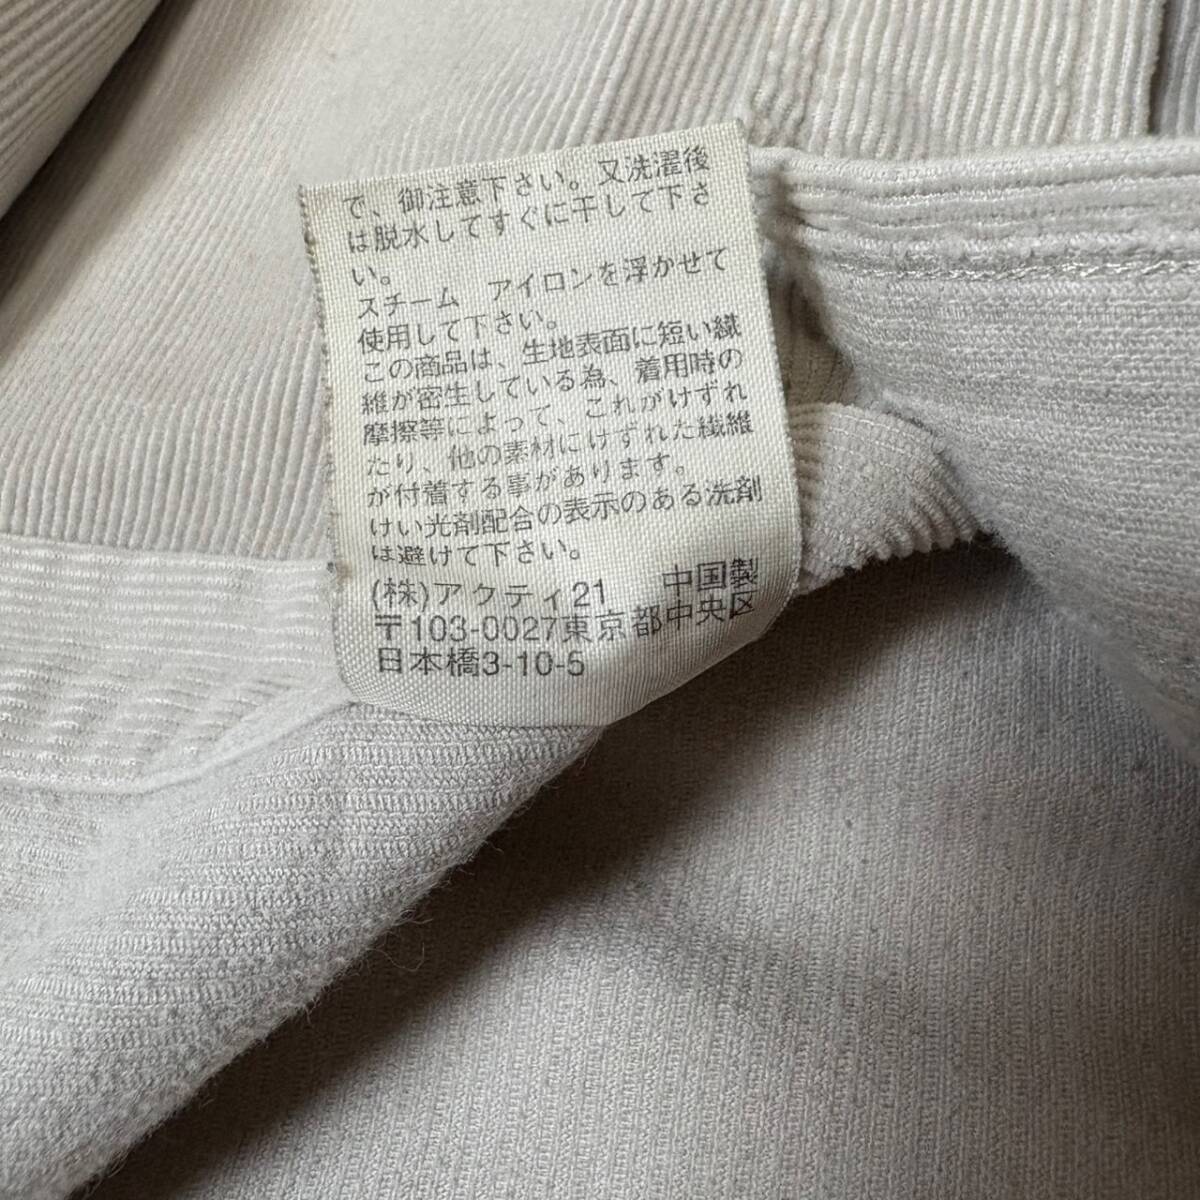 で、御注意下さい。又洗濯後
は脱水してすぐに干して下さ
い。
スチーム　アイロンを浮かせて
使用して下さい。
この商品は、生地表面に短い繊
維が密生している為、着用時の
摩擦等によって、これがけずれ
たり、他の素材にけずれた繊維
が付着する事があります。
けい光剤配合の表示のある洗剤
は避けて下さい。
(株)アクティ21　中国製
〒103-0027東京都中央区
日本橋3-10-5